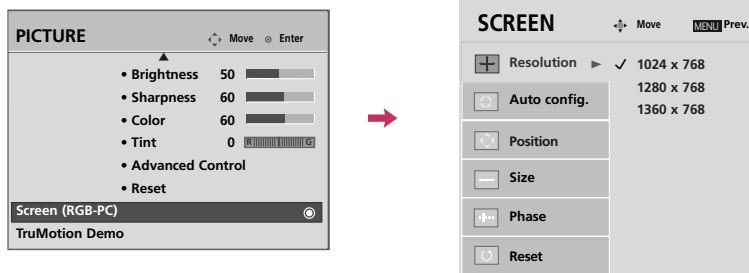 PICTURE
Move
Enter
• Brightness 50
• Sharpness 60
• Color 60
• Tint 0 R G
• Advanced Control
• Reset
Screen (RGB-PC)
TruMotion Demo
SCREEN
Move
MENU Prev.
Resolution ► ✓ 1024 x 768
1280 x 768
1360 x 768
Auto config.
Position
Size
Phase
Reset